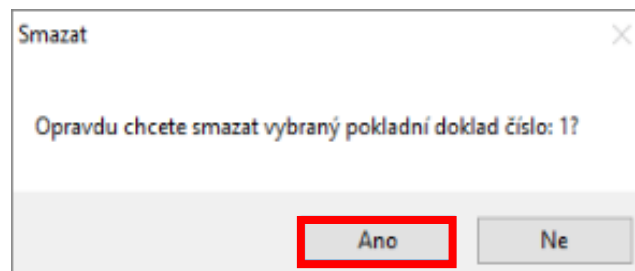 Smazat
Opravdu chcete smazat vybraný pokladní doklad číslo: 1?
Ano
Ne